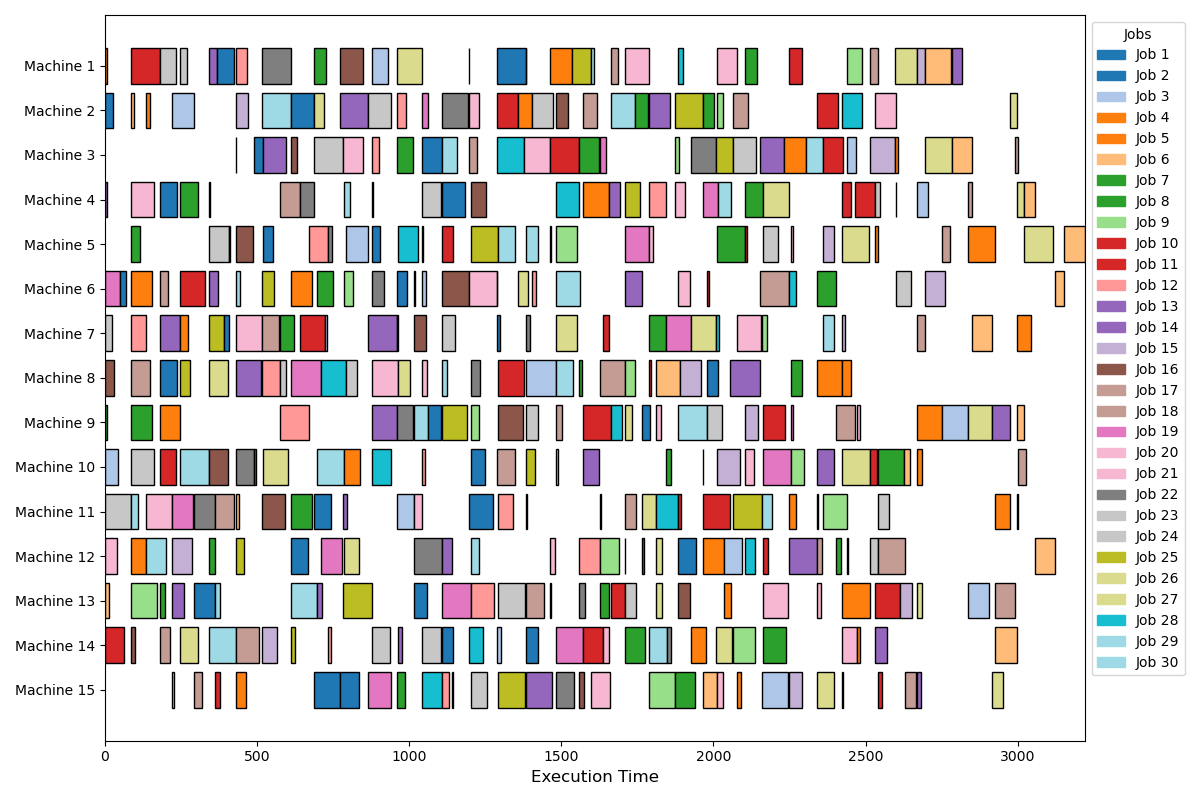 Machine 1
Machine 2
Machine 3
Machine 4
Machine 5
Machine 6
Machine 7
Machine 8
Machine 9
Machine 10
Machine 11
Machine 12
Machine 13
Machine 14
Machine 15
0 500 1000 1500 2000 2500 3000
Execution Time
Jobs
Job 1
Job 2
Job 3
Job 4
Job 5
Job 6
Job 7
Job 8
Job 9
Job 10
Job 11
Job 12
Job 13
Job 14
Job 15
Job 16
Job 17
Job 18
Job 19
Job 20
Job 21
Job 22
Job 23
Job 24
Job 25
Job 26
Job 27
Job 28
Job 29
Job 30